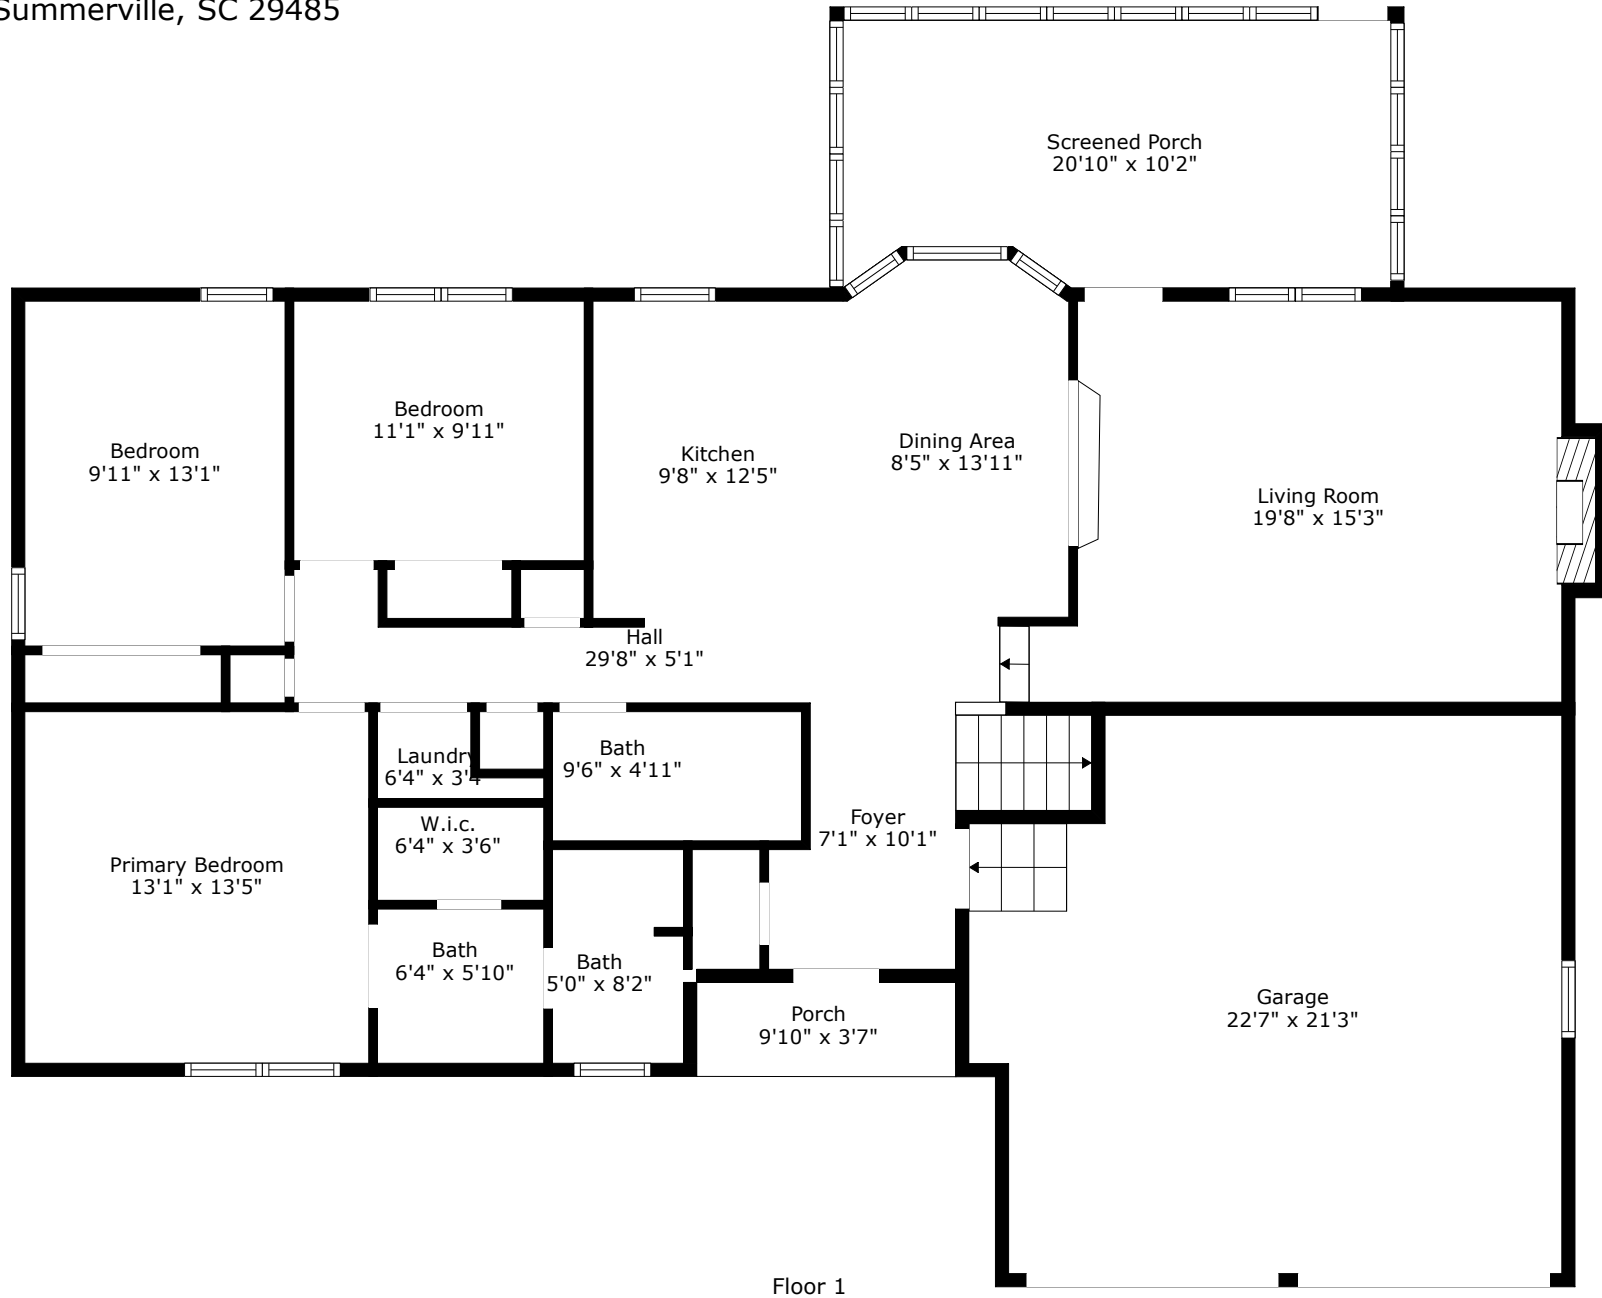 Summerville, SC 29485
Screened Porch
20'10" x 10'2"
Bedroom
9'11" x 13'1"
Bedroom
11'1" x 9'11"
Kitchen
9'8" x 12'5"
Dining Area
8'5" x 13'11"
Living Room
19'8" x 15'3"
Hall
29'8" x 5'1"
Laundry
6'4" x 3'4
Bath
9'6" x 4'11"
W.i.c.
6'4" x 3'6"
Foyer
7'1" x 10'1"
Primary Bedroom
13'1" x 13'5"
Bath
6'4" x 5'10"
Bath
5'0" x 8'2"
Porch
9'10" x 3'7"
Garage
22'7" x 21'3"
Floor 1